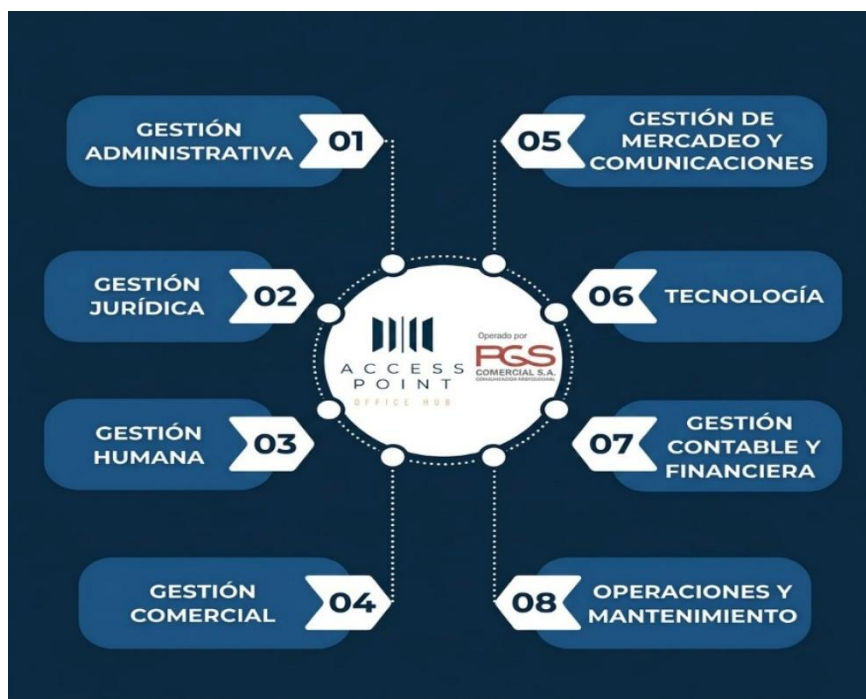 GESTIÓN
ADMINISTRATIVA
01
GESTIÓN
JURÍDICA
02
GESTIÓN
HUMANA
03
GESTIÓN
COMERCIAL
04
ACCESS
POINT
OFFICE HUB
Operado por
PGS
COMERCIAL S.A.
05
GESTIÓN DE
MERCADEO Y
COMUNICACIONES
06
TECNOLOGÍA
07
GESTIÓN
CONTABLE Y
FINANCIERA
08
OPERACIONES Y
MANTENIMIENTO